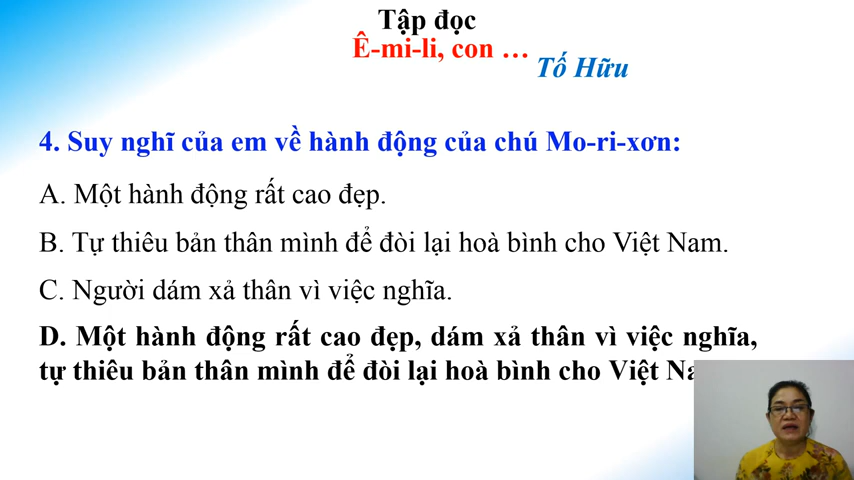 Tập đọc
Ê-mi-li, con …
Tố Hữu
4. Suy nghĩ của em về hành động của chú Mo-ri-xơn:
A. Một hành động rất cao đẹp.
B. Tự thiêu bản thân mình để đòi lại hoà bình cho Việt Nam.
C. Người dám xả thân vì việc nghĩa.
D. Một hành động rất cao đẹp, dám xả thân vì việc nghĩa,
tự thiêu bản thân mình để đòi lại hoà bình cho Việt